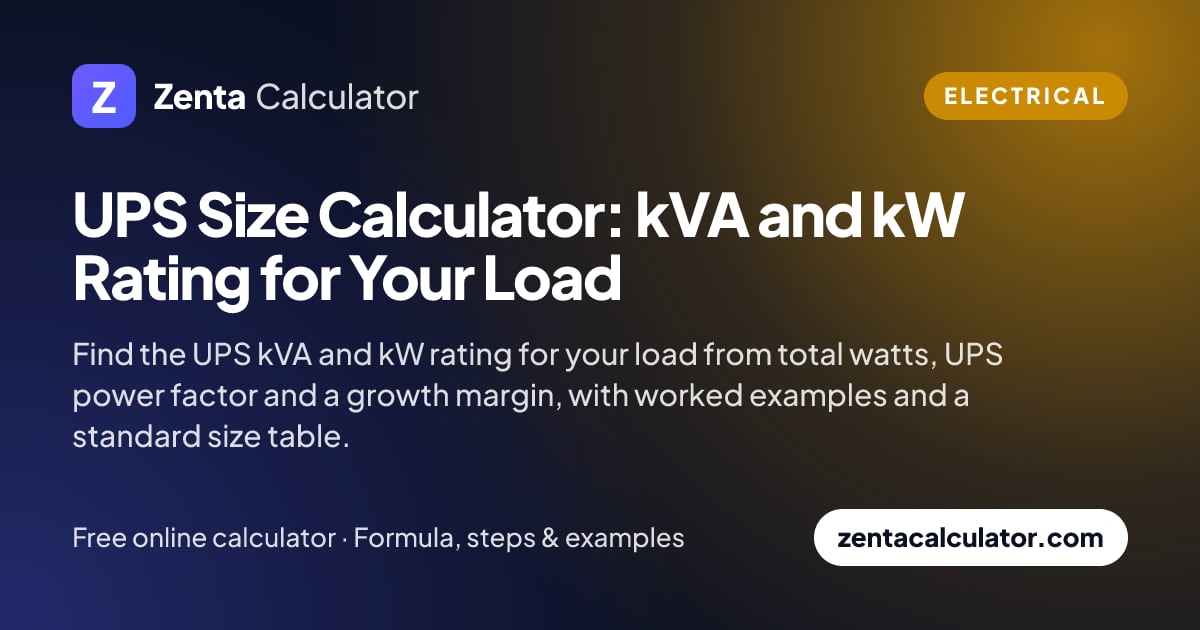 Z
Zenta Calculator
ELECTRICAL
UPS Size Calculator: kVA and kW
Rating for Your Load
Find the UPS kVA and kW rating for your load from total watts, UPS
power factor and a growth margin, with worked examples and a
standard size table.
Free online calculator · Formula, steps & examples
zentacalculator.com